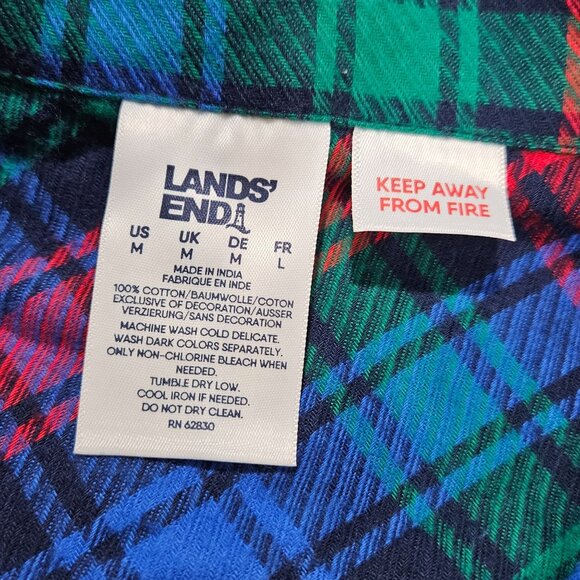 LANDS'
END
US UK DE FR
M M M L
MADE IN INDIA
FABRIQUE EN INDE
100% COTTON/BAUMWOLLE/COTON
EXCLUSIVE OF DECORATION/AUSSER
VERZIERUNG/SANS DECORATION
MACHINE WASH COLD DELICATE.
WASH DARK COLORS SEPARATELY.
ONLY NON-CHLORINE BLEACH WHEN
NEEDED.
TUMBLE DRY LOW.
COOL IRON IF NEEDED.
DO NOT DRY CLEAN.
RN 62830
KEEP AWAY
FROM FIRE